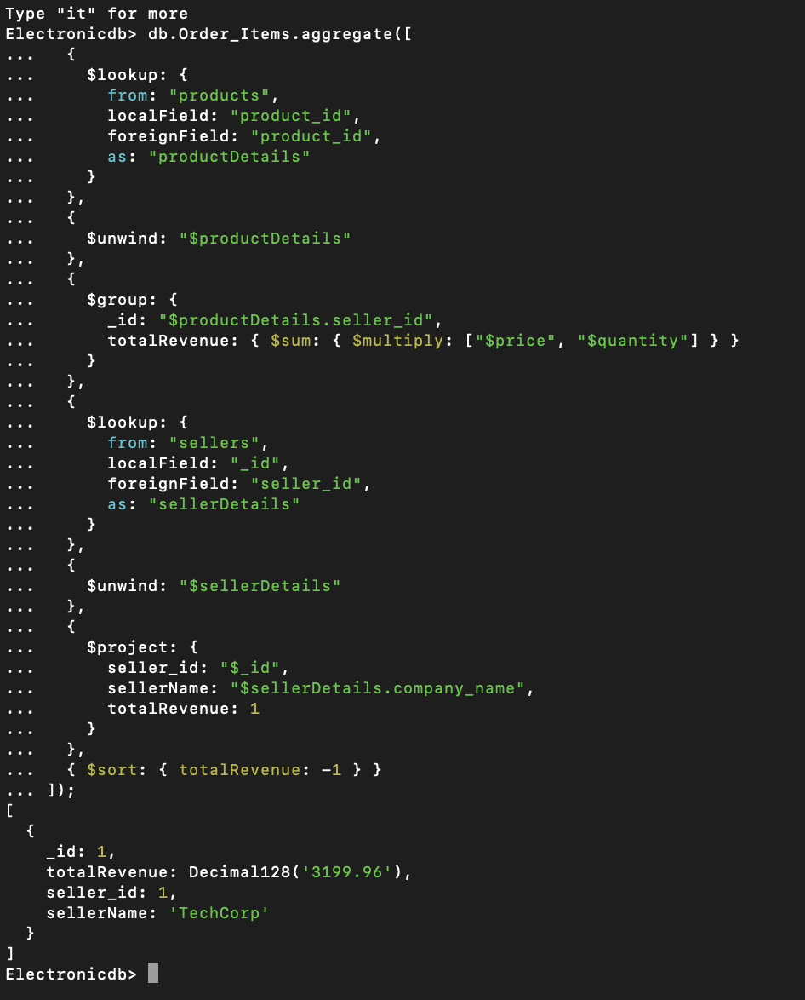 Type "it" for more
Electronicdb> db.Order_Items.aggregate([
...   {
...     $lookup: {
...       from: "products",
...       localField: "product_id",
...       foreignField: "product_id",
...       as: "productDetails"
...     }
...   },
...   {
...     $unwind: "$productDetails"
...   },
...   {
...     $group: {
...       _id: "$productDetails.seller_id",
...       totalRevenue: { $sum: { $multiply: ["$price", "$quantity"] } }
...     }
...   },
...   {
...     $lookup: {
...       from: "sellers",
...       localField: "_id",
...       foreignField: "seller_id",
...       as: "sellerDetails"
...     }
...   },
...   {
...     $unwind: "$sellerDetails"
...   },
...   {
...     $project: {
...       seller_id: "$_id",
...       sellerName: "$sellerDetails.company_name",
...       totalRevenue: 1
...     }
...   },
...   { $sort: { totalRevenue: -1 } }
... ]);
[
  {
    _id: 1,
    totalRevenue: Decimal128('3199.96'),
    seller_id: 1,
    sellerName: 'TechCorp'
  }
]
Electronicdb>